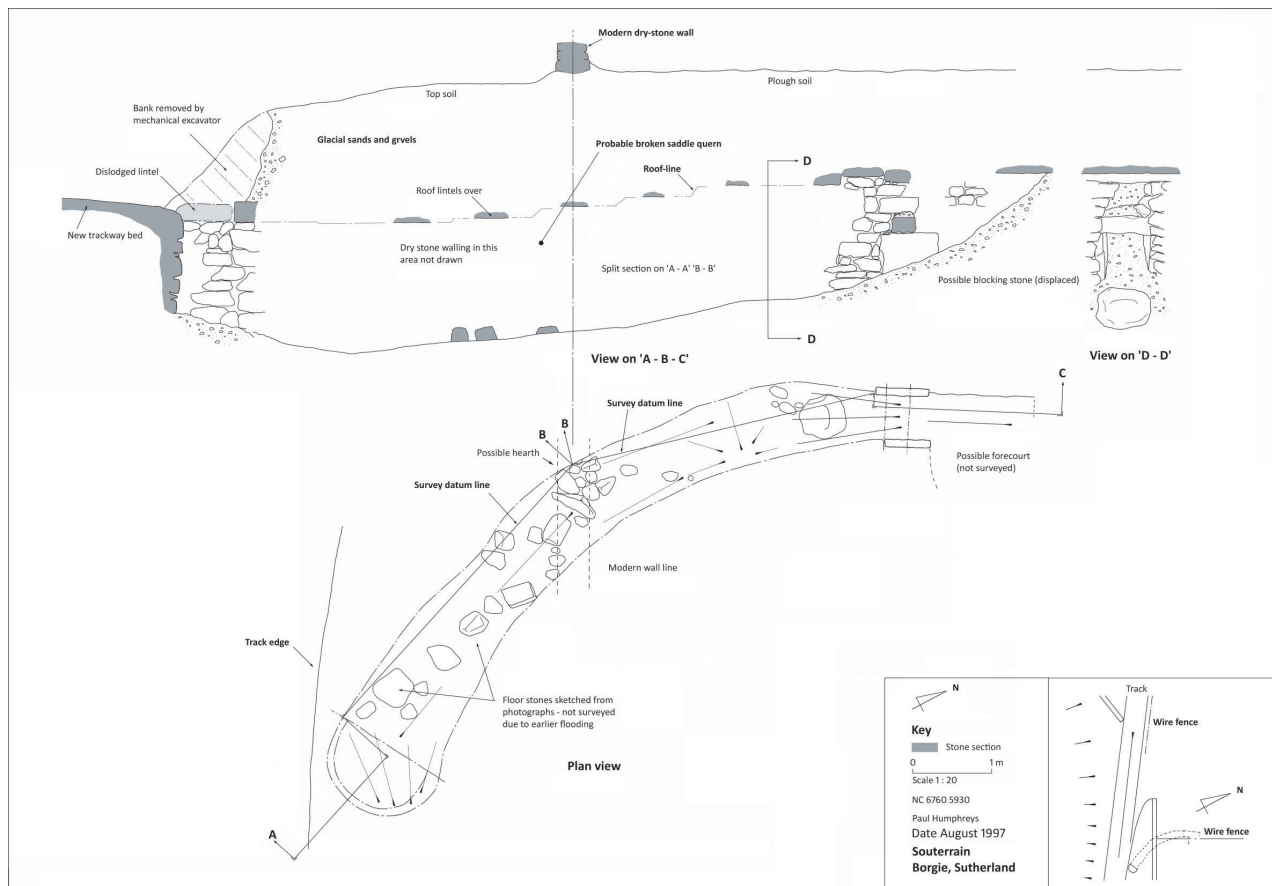 Modern dry-stone wall
Top soil
Plough soil
Bank removed by
mechanical excavator
Glacial sands and grvels
Probable broken saddle quern
D
Dislodged lintel
Roof-line
Roof lintels over
New trackway bed
Dry stone walling in this
area not drawn
Split section on 'A - A' 'B - B'
Possible blocking stone (displaced)
D
View on 'A - B - C'
View on 'D - D'
C
Survey datum line
B
B
Possible hearth
Possible forecourt
(not surveyed)
Survey datum line
Modern wall line
Track edge
Floor stones sketched from
photographs - not surveyed
due to earlier flooding
Plan view
A
N
Key
Stone section
0 1 m
Scale 1 : 20
NC 6760 5930
Paul Humphreys
Date August 1997
Souterrain
Borgie, Sutherland
Track
Wire fence
N
Wire fence